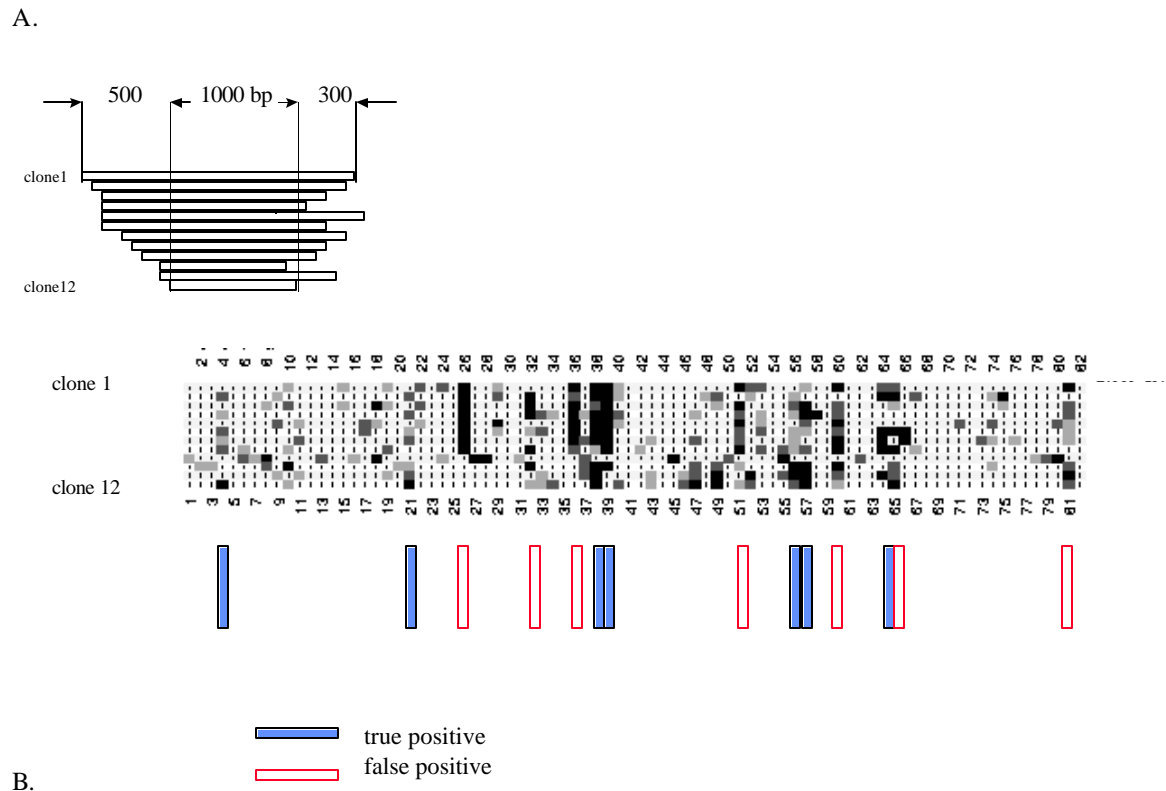 A.
500 1000 bp 300
clone1
clone12
2 4 6 10 12 14 16 18 20 22 24 26 28 30 32 34 36 38 40 42 44 46 48 50 52 54 56 58 60 62 64 66 68 70 72 74 76 78 80 82
clone 1
clone 12
1 3 5 7 9 11 13 15 17 19 21 23 25 27 29 31 33 35 37 39 41 43 45 47 49 51 53 55 57 59 61 63 65 67 69 71 73 75 77 79 81
true positive
false positive
B.